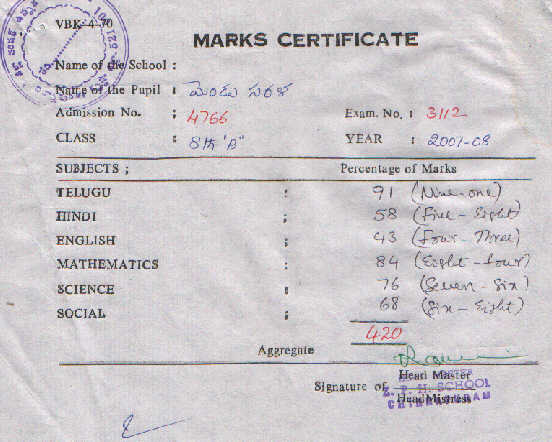 VBK-4-70
MARKS CERTIFICATE
Name of the School :
Name of the Pupil :
Admission No. : 4766 Exam. No. : 3112
CLASS : 8th "B" YEAR : 2007-08
SUBJECTS ; Percentage of Marks
TELUGU : 91 (Nine-one)
HINDI ; 58 (Five-Eight)
ENGLISH ; 43 (Four-Three)
MATHEMATICS : 84 (Eight-four)
SCIENCE : 76 (Seven-Six)
SOCIAL ; 68 (Six-Eight)
420
Aggregate
Head Master
Signature of
Z. P. H. SCHOOL
Head Mistress